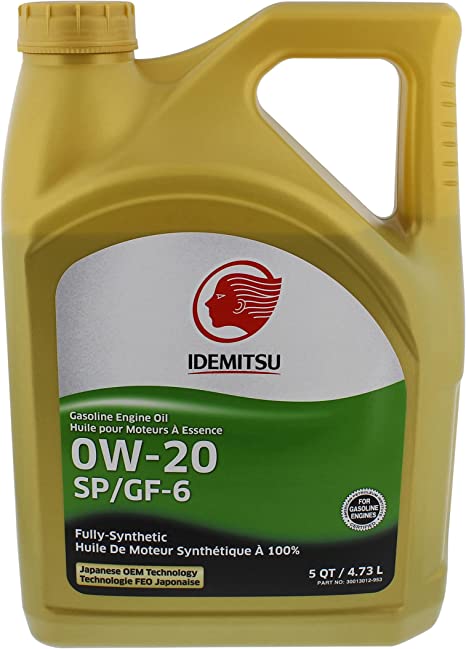 IDEMITSU
Gasoline Engine Oil
Huile pour Moteurs À Essence
0W-20
SP/GF-6
FOR
GASOLINE
ENGINES
Fully-Synthetic
Huile De Moteur Synthétique À 100%
Japanese OEM Technology
Technologie FEO Japonaise
5 QT / 4.73 L
PART NO: 30013012-953